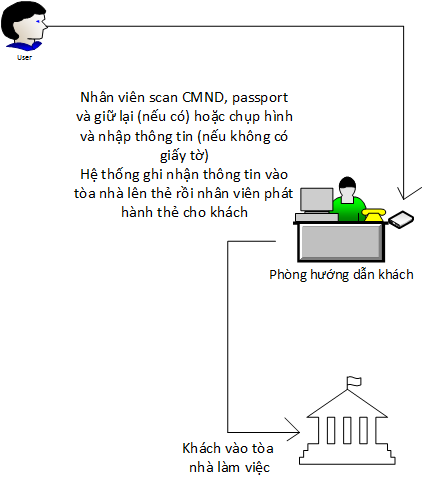 User
Nhân viên scan CMND, passport
và giữ lại (nếu có) hoặc chụp hình
và nhập thông tin (nếu không có
giấy tờ)
Hệ thống ghi nhận thông tin vào
tòa nhà lên thẻ rồi nhân viên phát
hành thẻ cho khách
Phòng hướng dẫn khách
Khách vào tòa
nhà làm việc